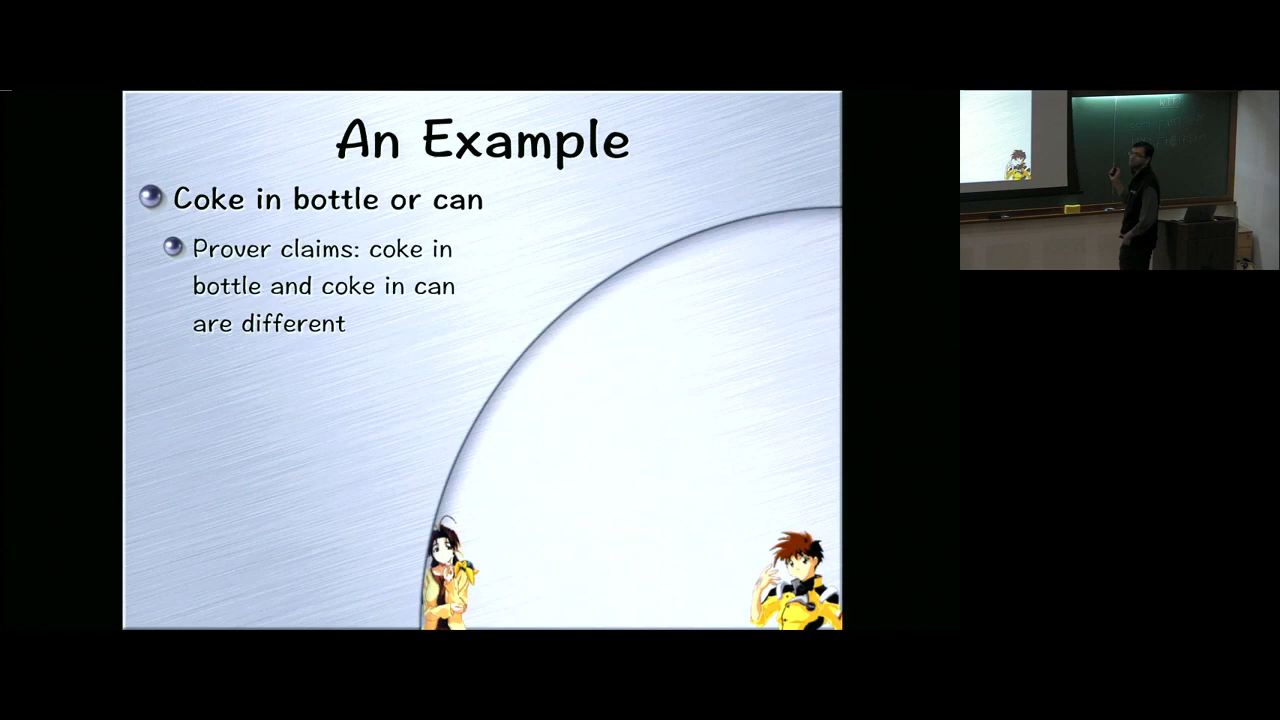 An Example
Coke in bottle or can
Prover claims: coke in
bottle and coke in can
are different